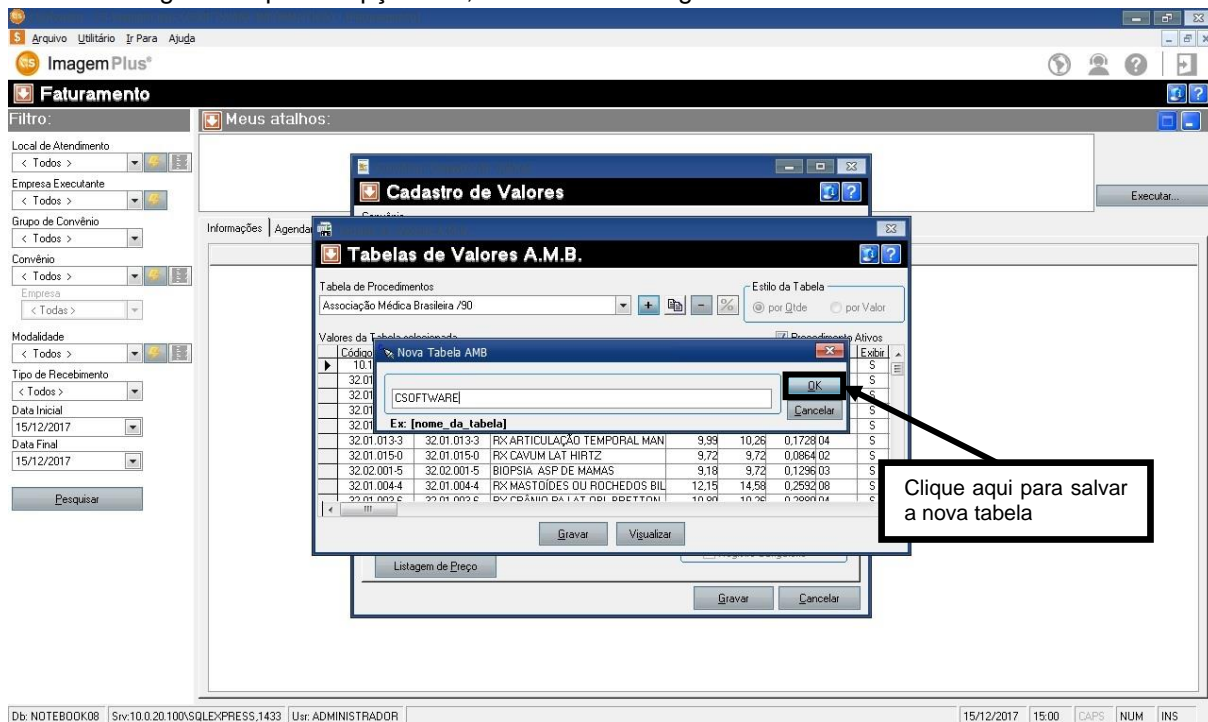 Arquivo Utilitário Ir Para Ajuda
ImagemPlus®
Faturamento
Filtro:
Meus atalhos:
Local de Atendimento
< Todos >
Empresa Executante
< Todos >
Grupo de Convênio
< Todos >
Convênio
< Todos >
Empresa
< Todas >
Modalidade
< Todos >
Tipo de Recebimento
< Todos >
Data Inicial
15/12/2017
Data Final
15/12/2017
Pesquisar
Executar...
Informações
Cadastro de Valores
Tabelas de Valores A.M.B.
Tabela de Procedimentos
Associação Médica Brasileira /90
Estilo da Tabela
por Qtde por Valor
Código
Exibir
Nova Tabela AMB
CSOFTWARE
OK
Cancelar
Ex: [nome_da_tabela]
S
S
S
S
S
32.01.013-3 32.01.013-3 RX ARTICULAÇÃO TEMPORAL MAN 9,99 10,26 0,1728 04 S
32.01.015-0 32.01.015-0 RX CAVUM LAT HIRTZ 9,72 9,72 0,0864 02 S
32.02.001-5 32.02.001-5 BIOPSIA ASP DE MAMAS 9,18 9,72 0,1296 03 S
32.01.004-4 32.01.004-4 RX MASTOÍDES OU ROCHEDOS BIL 12,15 14,58 0,2592 08 S
Gravar Visualizar
Listagem de Preço
Gravar Cancelar
Clique aqui para salvar
a nova tabela
Db: NOTEBOOK08 Srv:10.0.20.100\SQLEXPRESS,1433 Usr: ADMINISTRADOR 15/12/2017 15:00 CAPS NUM INS